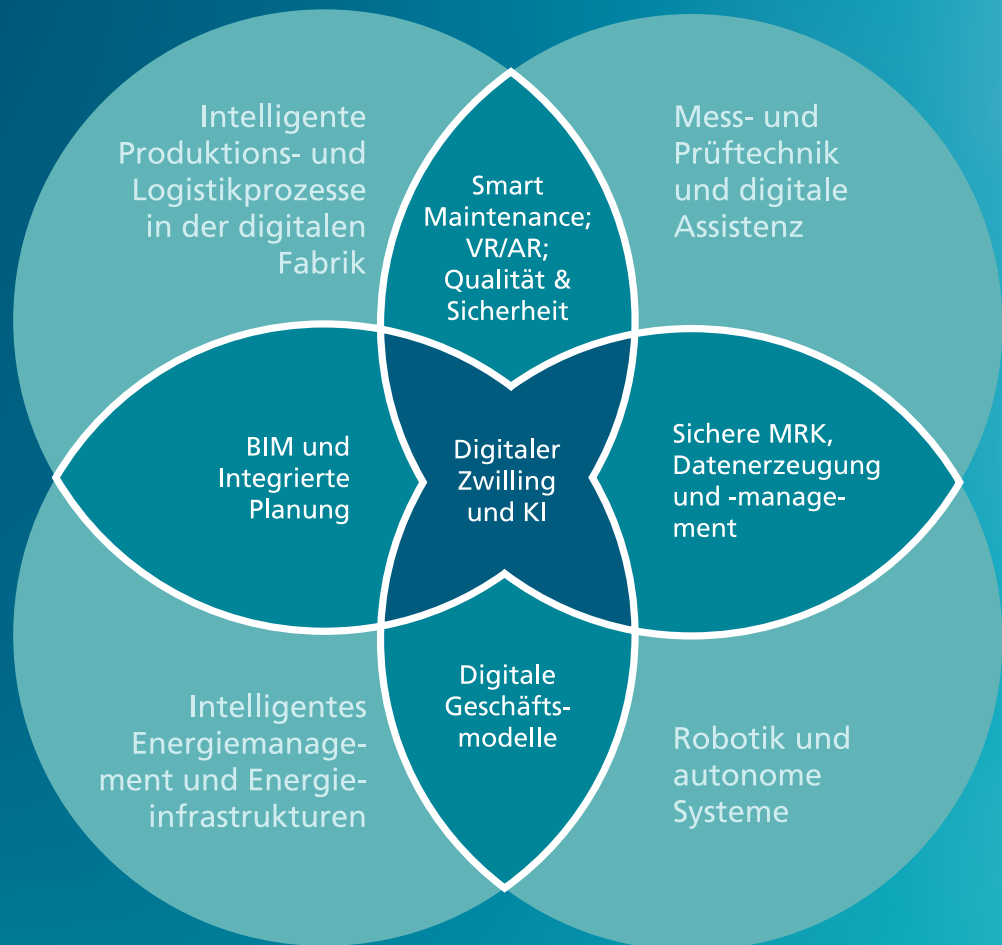 Intelligente
Produktions- und
Logistikprozesse
in der digitalen
Fabrik
Smart
Maintenance;
VR/AR;
Qualität &
Sicherheit
Mess- und
Prüftechnik
und digitale
Assistenz
BIM und
Integrierte
Planung
Digitaler
Zwilling
und KI
Sichere MRK,
Datenerzeugung
und -manage-
ment
Intelligentes
Energiemanage-
ment und Energie-
infrastrukturen
Digitale
Geschäfts-
modelle
Robotik und
autonome
Systeme